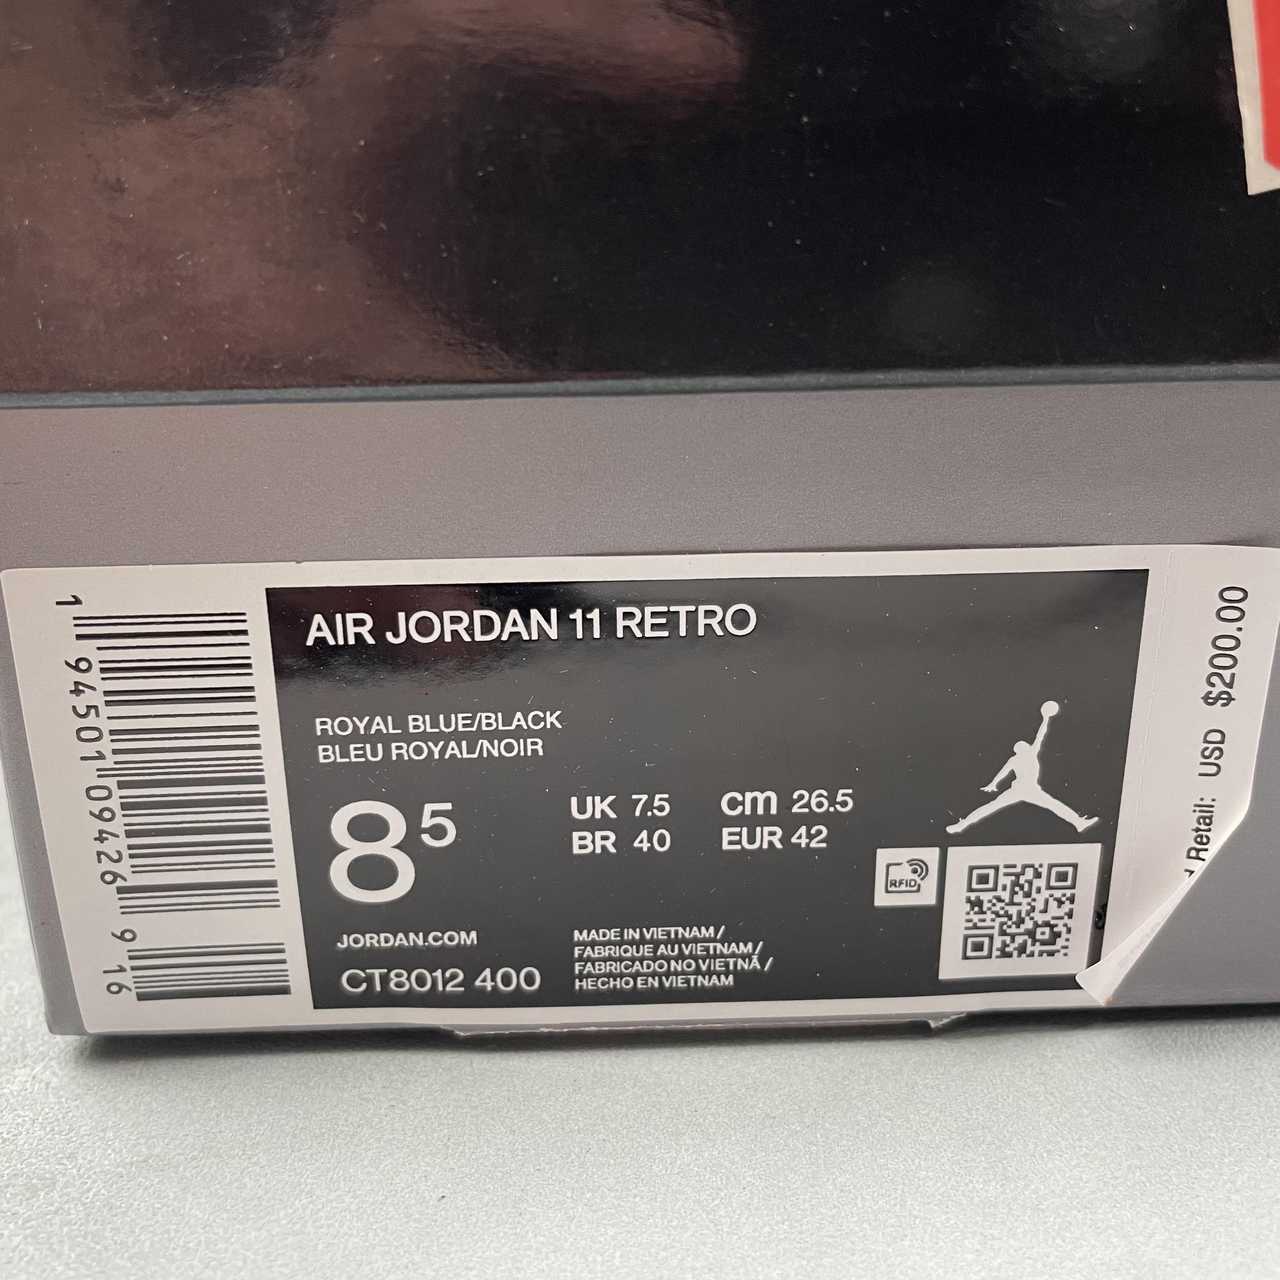 AIR JORDAN 11 RETRO
ROYAL BLUE/BLACK
BLEU ROYAL/NOIR
8 5
UK 7.5
cm 26.5
BR 40
EUR 42
JORDAN.COM
CT8012 400
MADE IN VIETNAM /
FABRIQUE AU VIETNAM /
FABRICADO NO VIETNÃ /
HECHO EN VIETNAM
RFID
1 94501 09426 9 16
Retail: USD $200.00